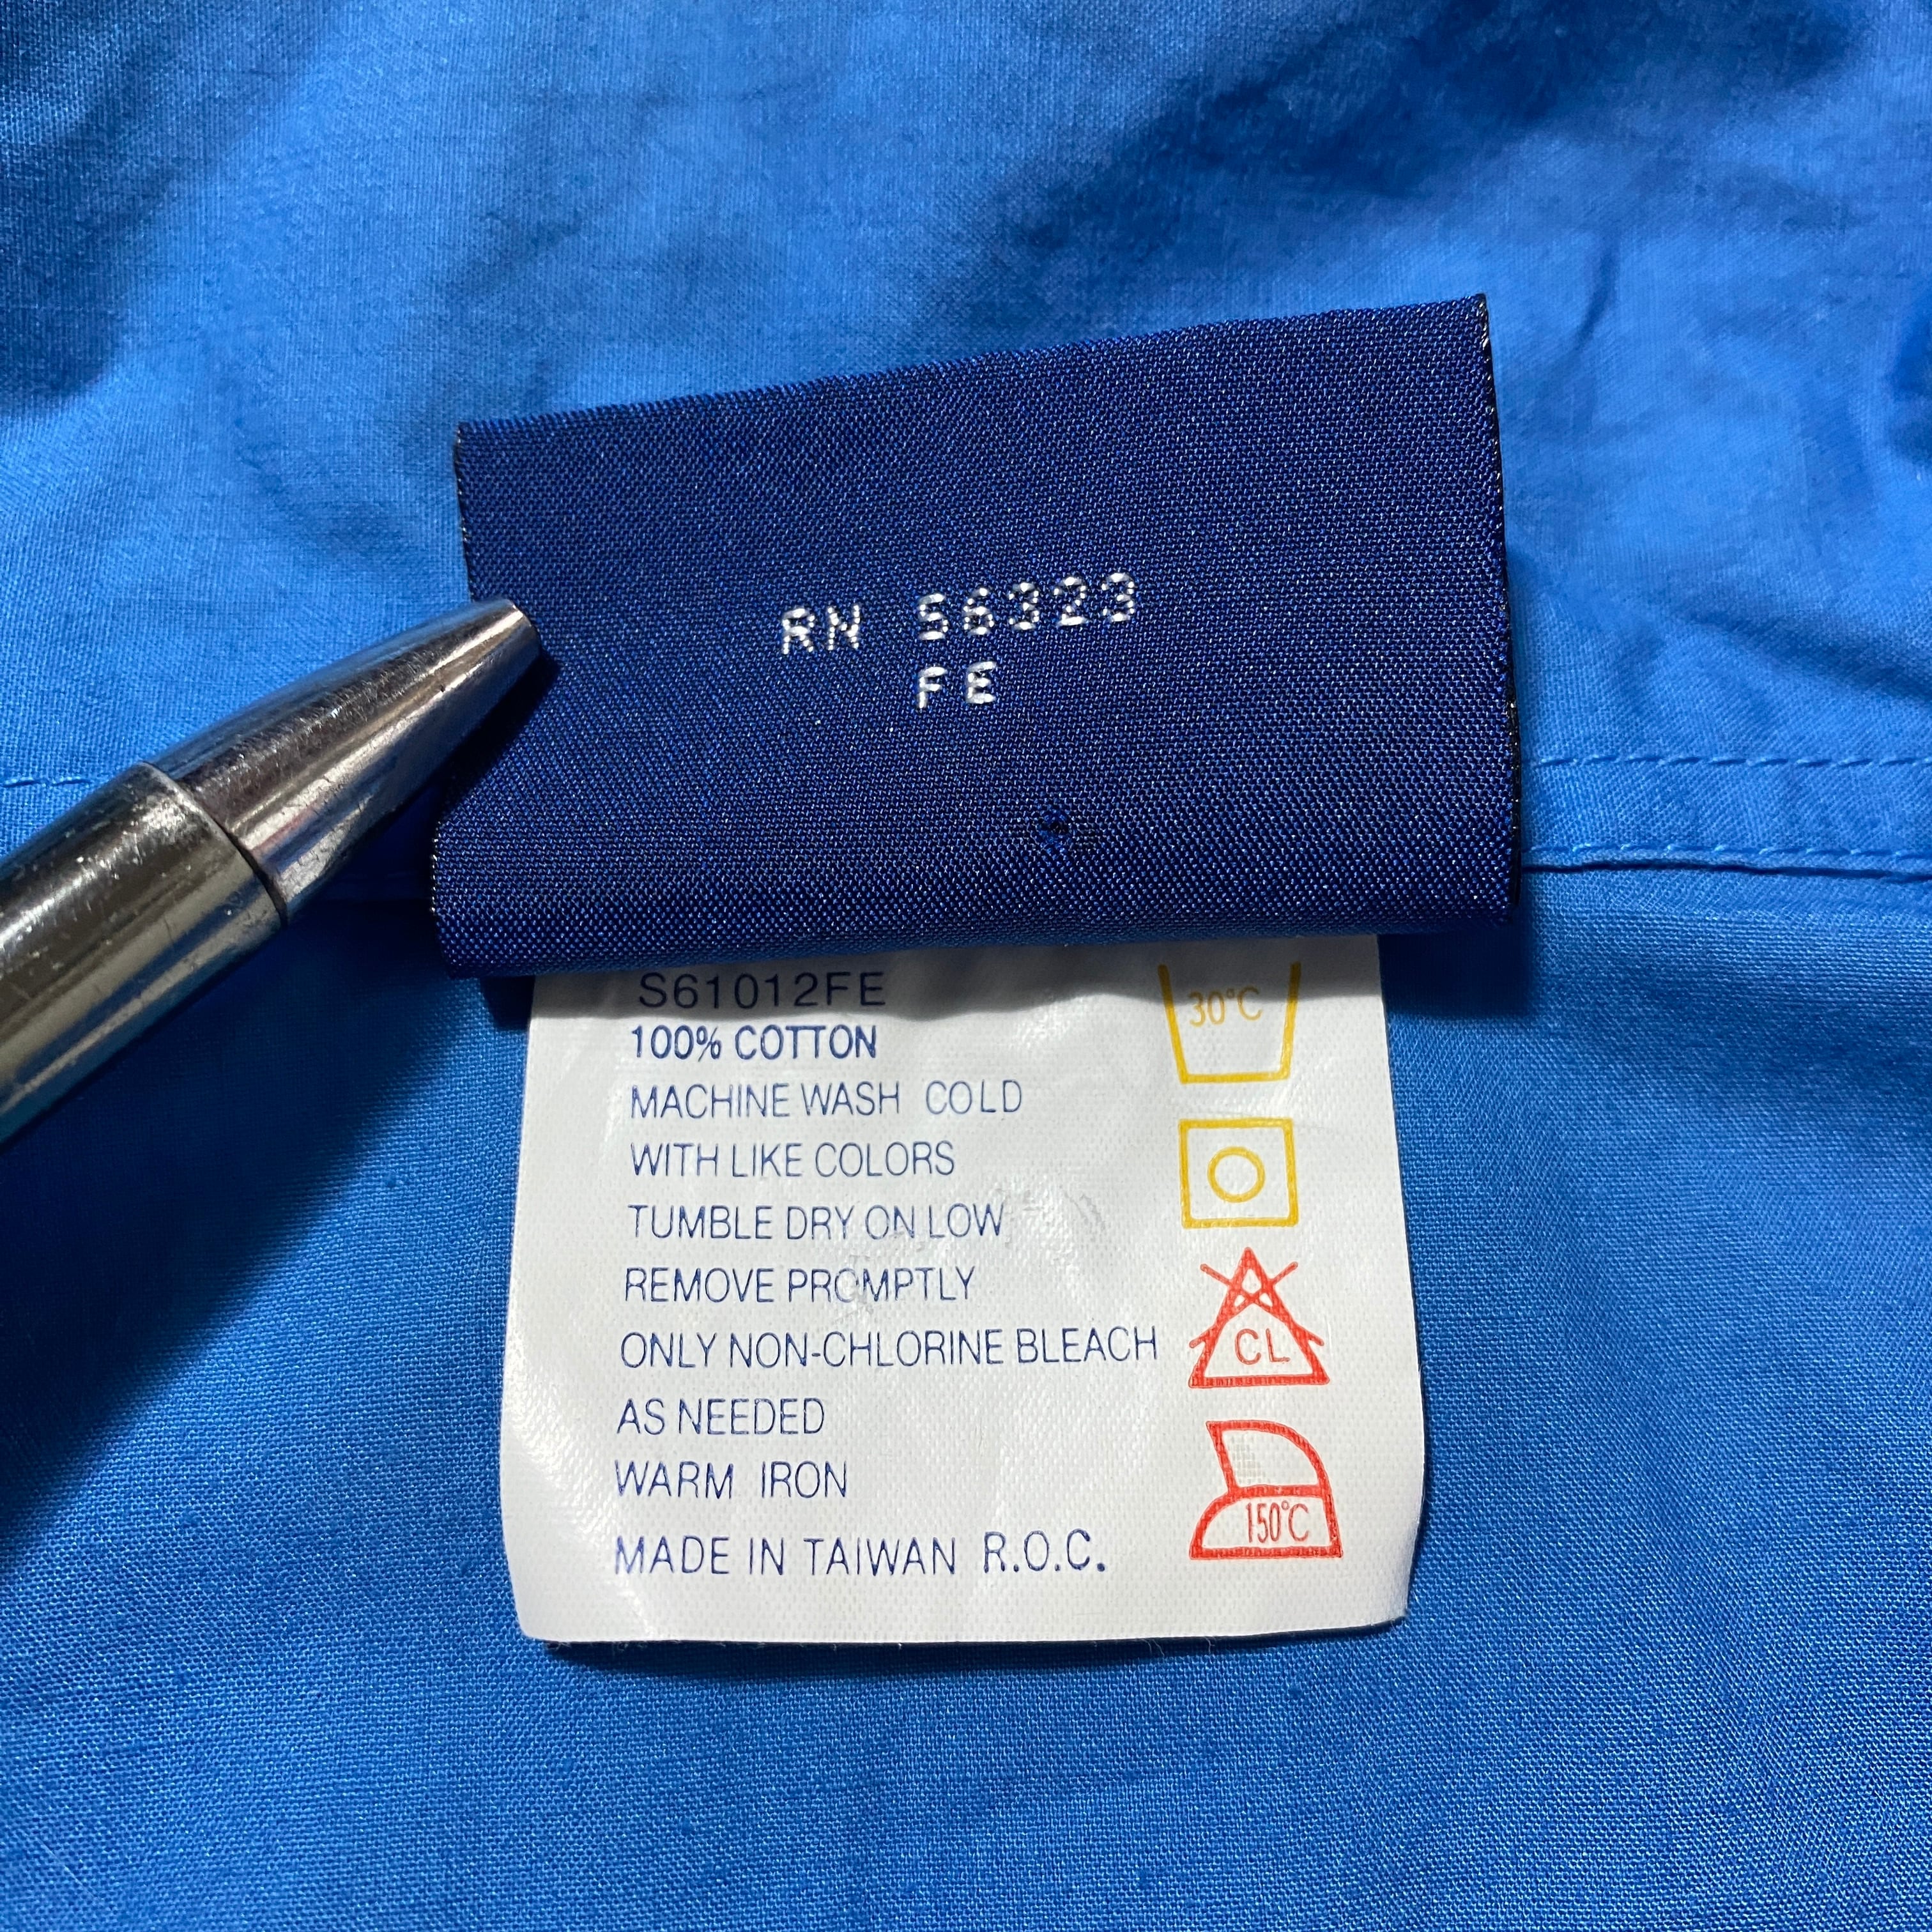 RN 56323
FE
S61012FE
100% COTTON
MACHINE WASH COLD
WITH LIKE COLORS
TUMBLE DRY ON LOW
REMOVE PROMPTLY
ONLY NON-CHLORINE BLEACH
AS NEEDED
WARM IRON
MADE IN TAIWAN R.O.C.
30°C
CL
150°C